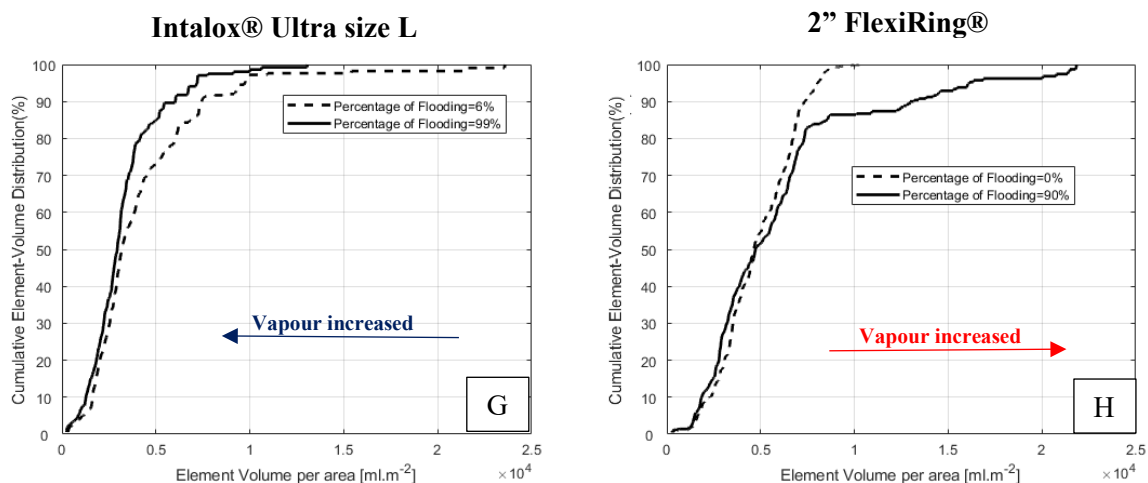 Intalox® Ultra size L
Cumulative Element-Volume Distribution(%)
100
90
80
70
60
50
40
30
20
10
0
Percentage of Flooding=6%
Percentage of Flooding=99%
Vapour increased
G
0 0.5 1 1.5 2 2.5
Element Volume per area [ml.m⁻²]
×10⁴
2” FlexiRing®
Cumulative Element-Volume Distribution(%)
100
90
80
70
60
50
40
30
20
10
0
Percentage of Flooding=0%
Percentage of Flooding=90%
Vapour increased
H
0 0.5 1 1.5 2 2.5
Element Volume per area [ml.m⁻²]
×10⁴